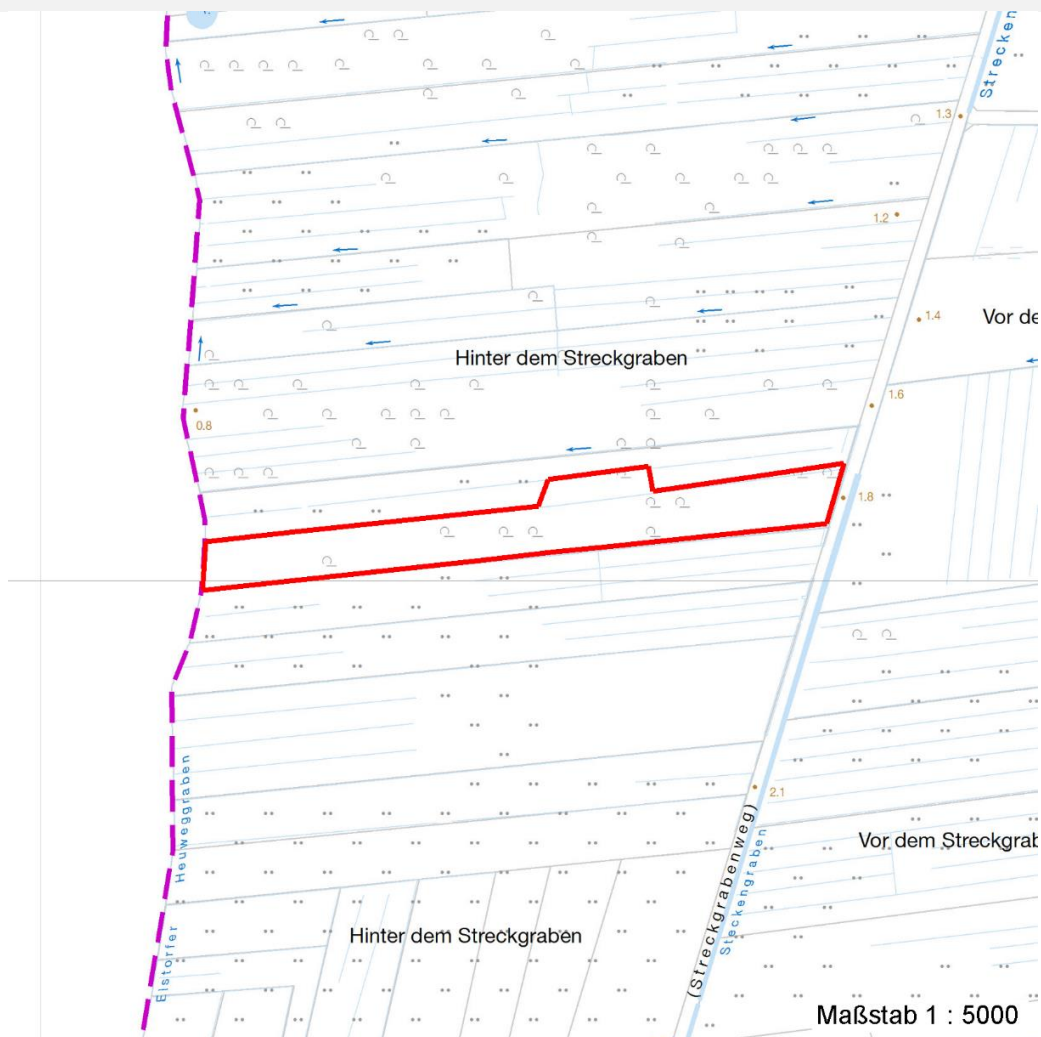 Strecken
1.3
1.2
1.4
Vor de
Hinter dem Streckgraben
1.6
0.8
1.8
2.1
Heuweggraben
Vor dem Streckgrab
(Streckgrabenweg)
Steckengraben
Hinter dem Streckgraben
Elstorfer
Maßstab 1 : 5000